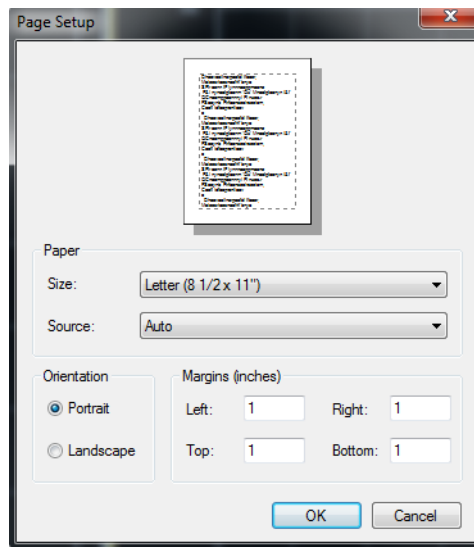 Page Setup
Paper
Size: Letter (8 1/2 x 11")
Source: Auto
Orientation
Portrait
Landscape
Margins (inches)
Left: 1 Right: 1
Top: 1 Bottom: 1
OK Cancel